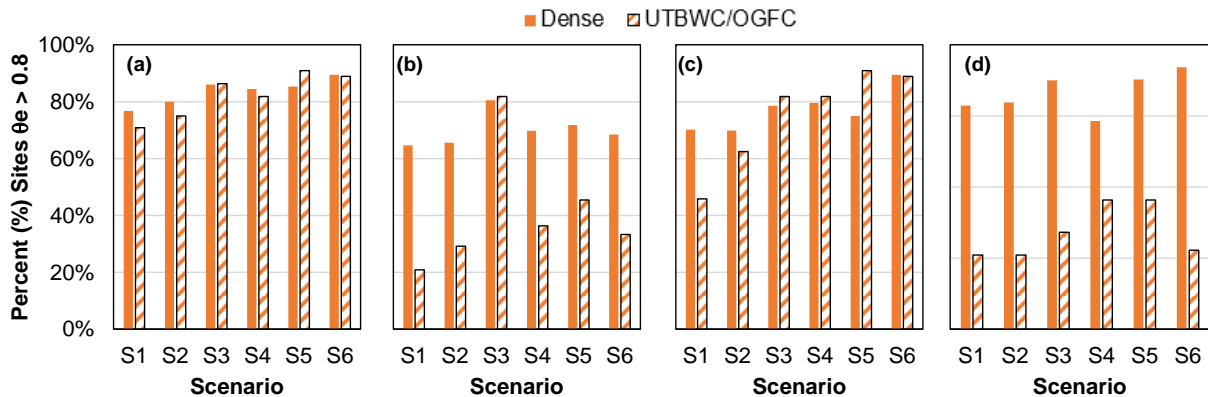 Dense UTBWC/OGFC
Percent (%) Sites θe > 0.8
100%
80%
60%
40%
20%
0%
(a)
(b)
(c)
(d)
S1 S2 S3 S4 S5 S6
S1 S2 S3 S4 S5 S6
S1 S2 S3 S4 S5 S6
S1 S2 S3 S4 S5 S6
Scenario
Scenario
Scenario
Scenario